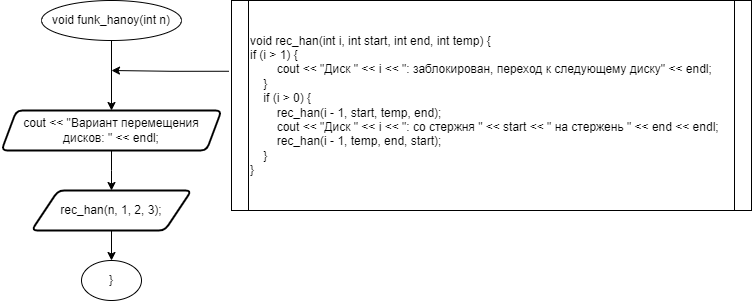 void funk_hanoy(int n)
void rec_han(int i, int start, int end, int temp) {
if (i > 1) {
cout << "Диск " << i << ": заблокирован, переход к следующему диску" << endl;
}
if (i > 0) {
rec_han(i - 1, start, temp, end);
cout << "Диск " << i << ": со стержня " << start << " на стержень " << end << endl;
rec_han(i - 1, temp, end, start);
}
}
cout << "Вариант перемещения
дисков: " << endl;
rec_han(n, 1, 2, 3);
}